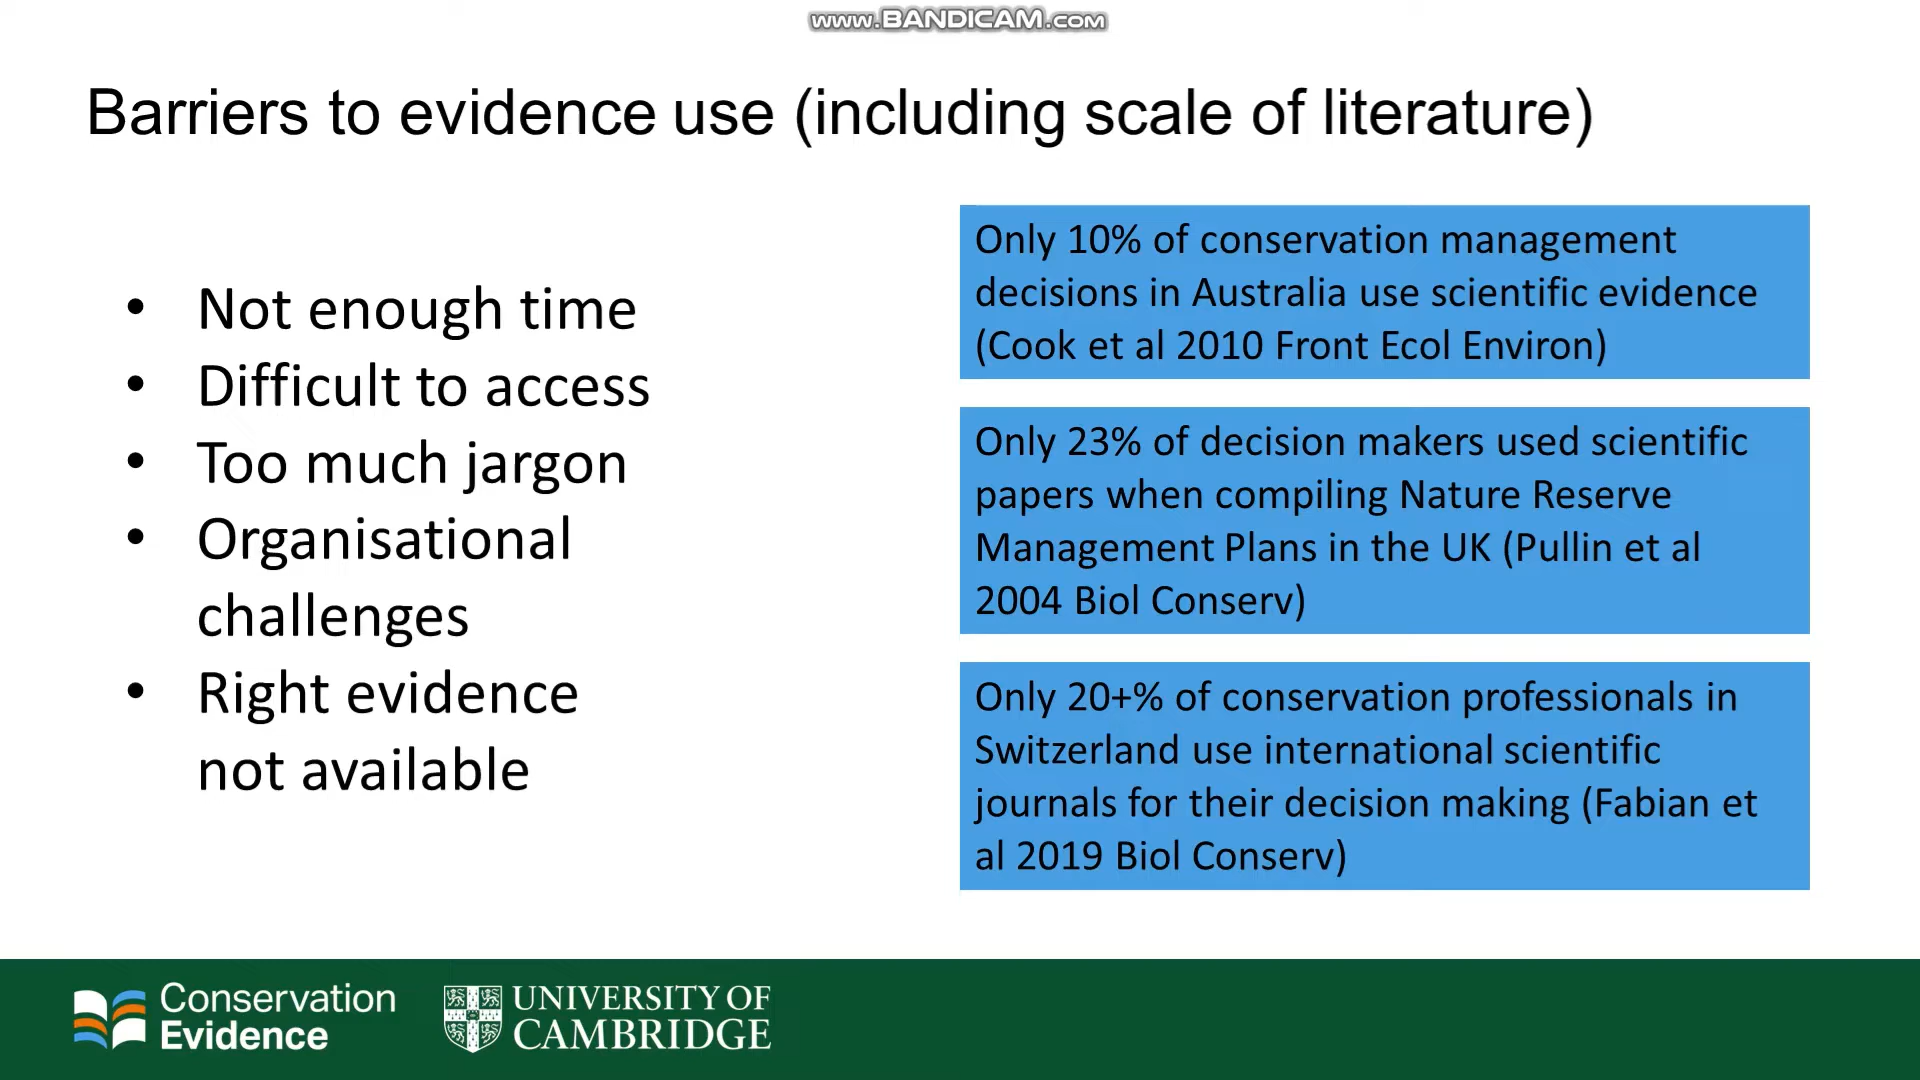 www.BANDICAM.com
Barriers to evidence use (including scale of literature)
• Not enough time
• Difficult to access
• Too much jargon
• Organisational
challenges
• Right evidence
not available
Only 10% of conservation management
decisions in Australia use scientific evidence
(Cook et al 2010 Front Ecol Environ)
Only 23% of decision makers used scientific
papers when compiling Nature Reserve
Management Plans in the UK (Pullin et al
2004 Biol Conserv)
Only 20+% of conservation professionals in
Switzerland use international scientific
journals for their decision making (Fabian et
al 2019 Biol Conserv)
Conservation
Evidence
UNIVERSITY OF
CAMBRIDGE